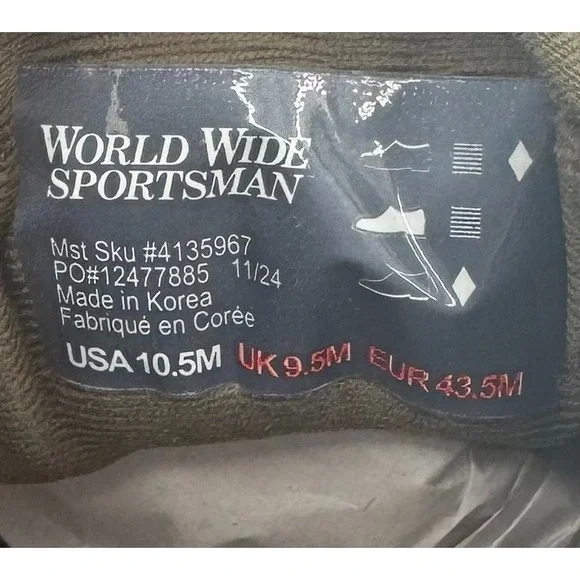 WORLD WIDE
SPORTSMAN
Mst Sku #4135967
PO#12477885 11/24
Made in Korea
Fabriqué en Corée
USA 10.5M UK 9.5M EUR 43.5M